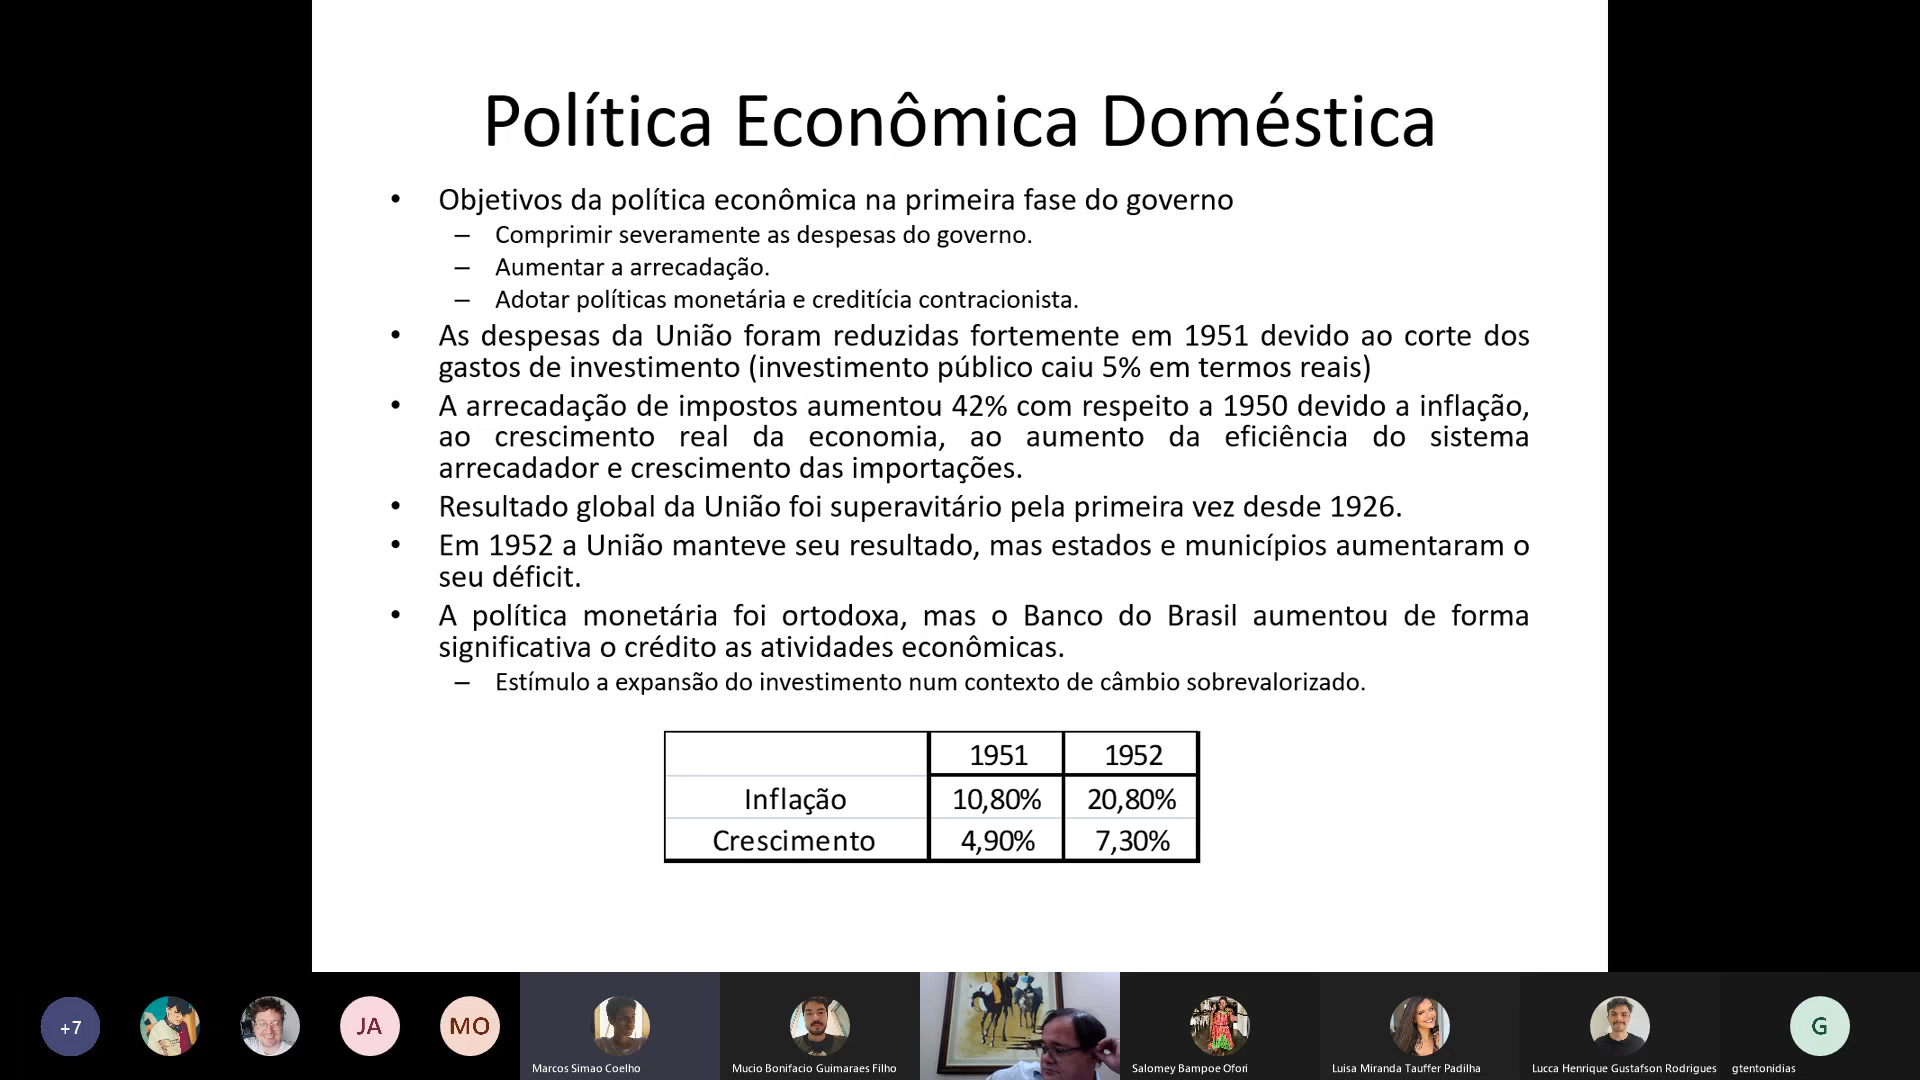 Política Econômica Doméstica
• Objetivos da política econômica na primeira fase do governo
– Comprimir severamente as despesas do governo.
– Aumentar a arrecadação.
– Adotar políticas monetária e creditícia contracionista.
• As despesas da União foram reduzidas fortemente em 1951 devido ao corte dos
gastos de investimento (investimento público caiu 5% em termos reais)
• A arrecadação de impostos aumentou 42% com respeito a 1950 devido a inflação,
ao crescimento real da economia, ao aumento da eficiência do sistema
arrecadador e crescimento das importações.
• Resultado global da União foi superavitário pela primeira vez desde 1926.
• Em 1952 a União manteve seu resultado, mas estados e municípios aumentaram o
seu déficit.
• A política monetária foi ortodoxa, mas o Banco do Brasil aumentou de forma
significativa o crédito as atividades econômicas.
– Estímulo a expansão do investimento num contexto de câmbio sobrevalorizado.
1951 1952
Inflação 10,80% 20,80%
Crescimento 4,90% 7,30%
+7 JA MO G
Marcos Simao Coelho Mucio Bonifacio Guimaraes Filho Salomey Bampoe Ofori Luisa Miranda Tauffer Padilha Lucca Henrique Gustafson Rodrigues gtentonidias